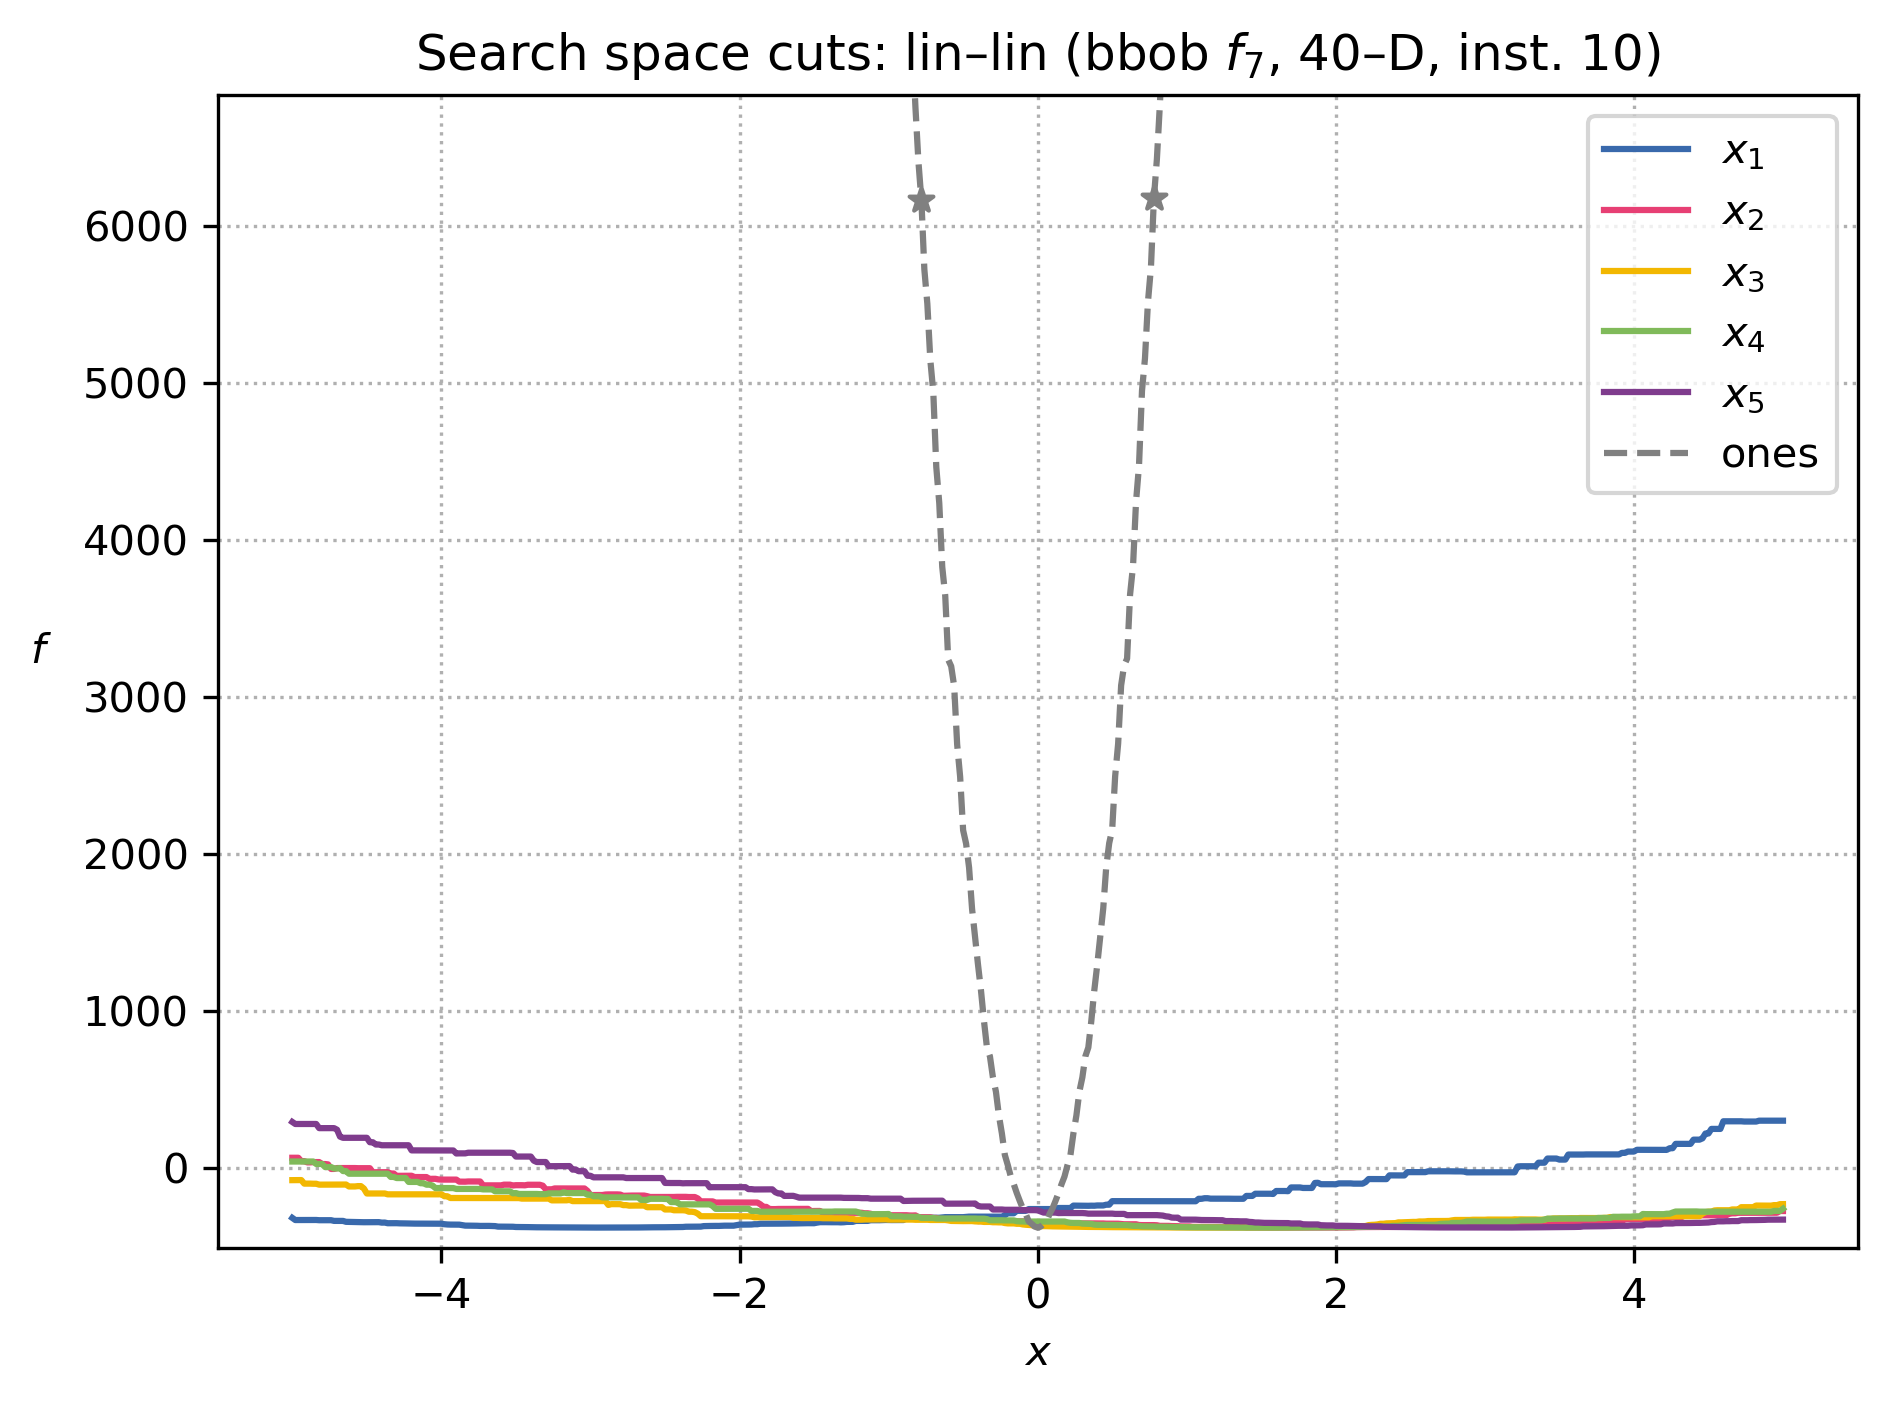 Search space cuts: lin–lin (bbob f₇, 40–D, inst. 10)
x₁
x₂
x₃
x₄
x₅
ones
6000
5000
4000
3000
2000
1000
0
f
−4
−2
0
2
4
x